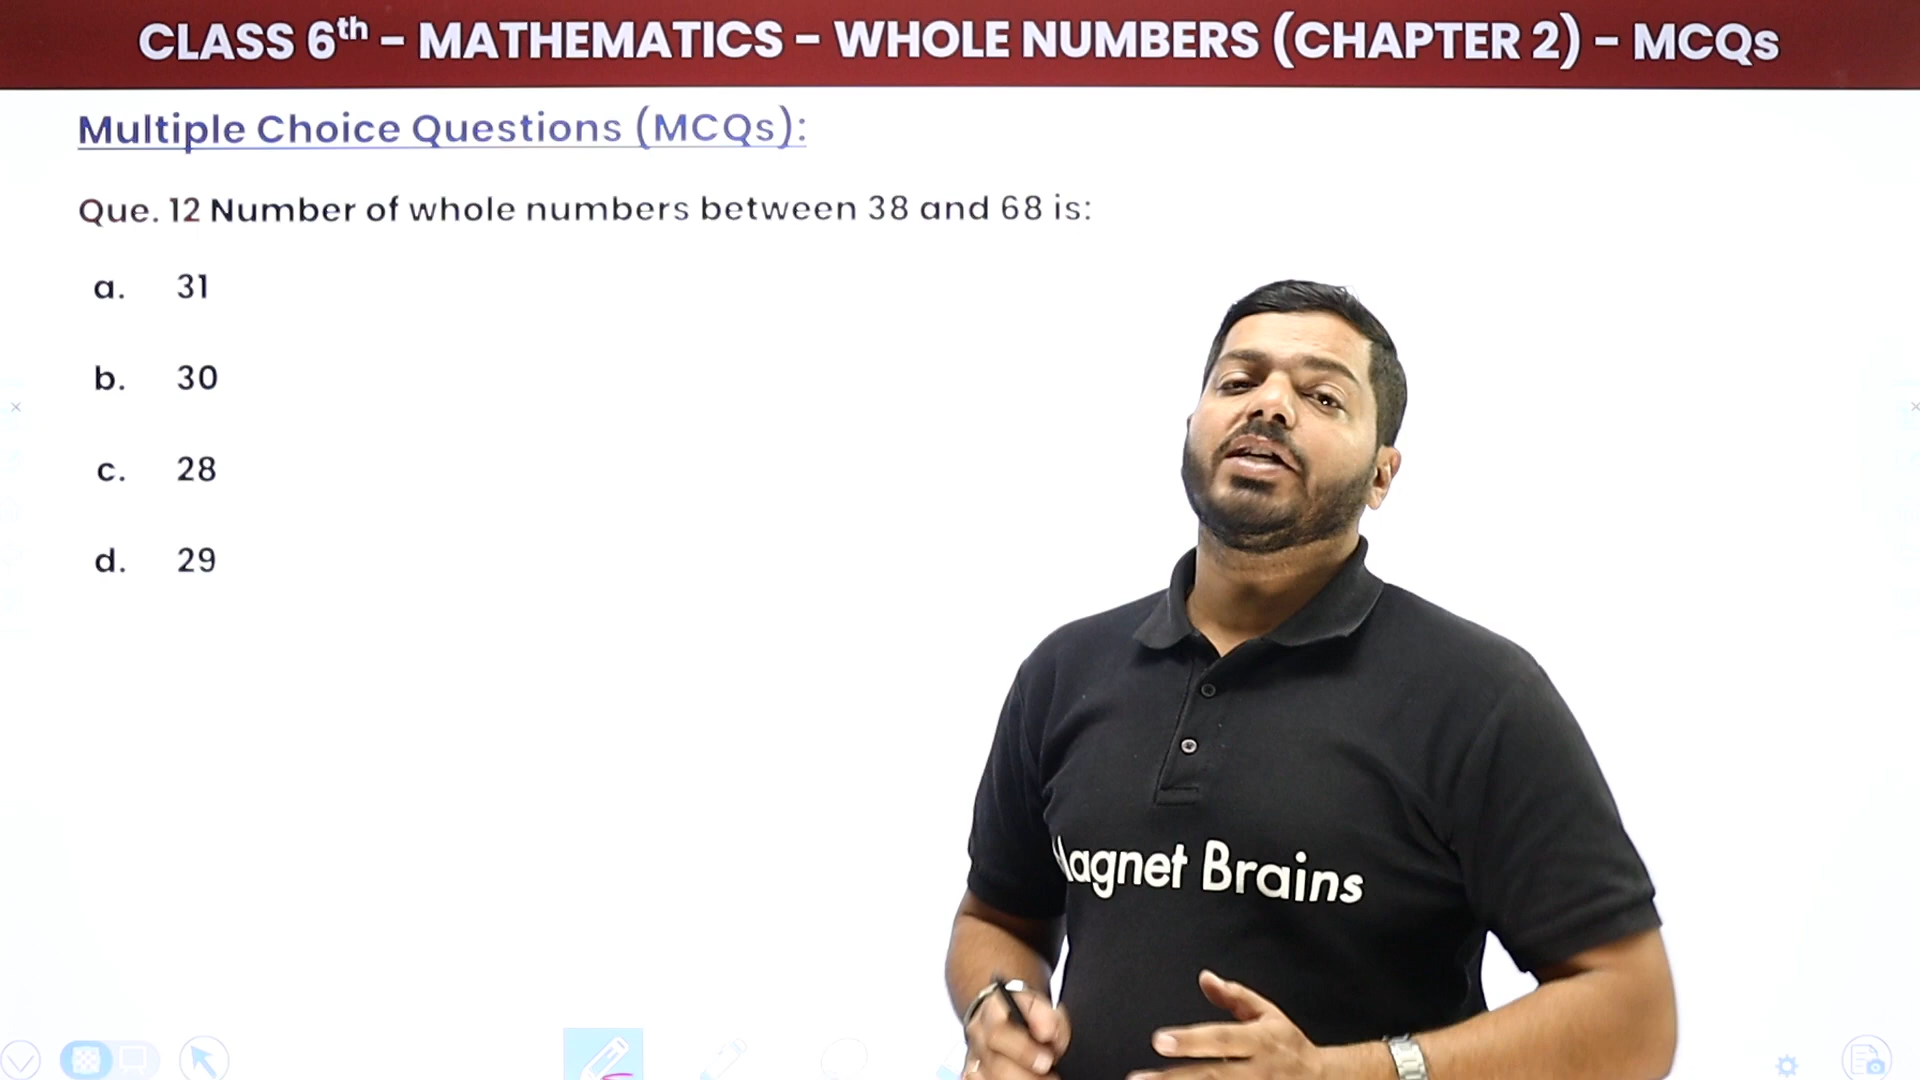 CLASS 6th - MATHEMATICS - WHOLE NUMBERS (CHAPTER 2) - MCQs
Multiple Choice Questions (MCQs):
Que. 12 Number of whole numbers between 38 and 68 is:
a. 31
b. 30
c. 28
d. 29
Magnet Brains